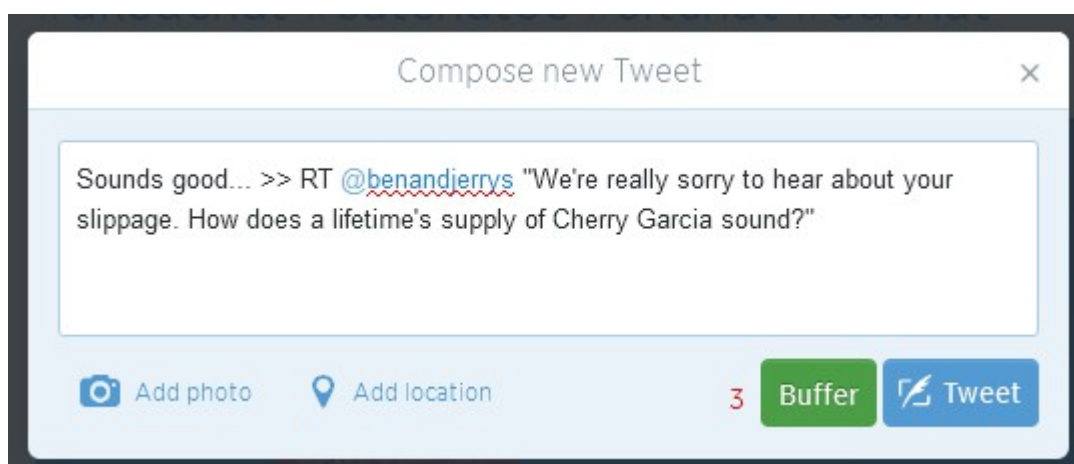 Compose new Tweet ×
Sounds good... >> RT @benandjerrys "We're really sorry to hear about your
slippage. How does a lifetime's supply of Cherry Garcia sound?"
Add photo Add location 3 Buffer Tweet